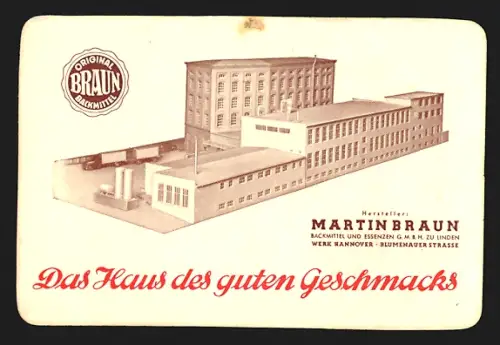 ORIGINAL
BRAUN
BACKMITTEL
Hersteller:
MARTIN BRAUN
BACKMITTEL UND ESSENZEN G.M.B.H. ZU LINDEN
WERK HANNOVER - BLUMENAUER STRASSE
Das Haus des guten Geschmacks